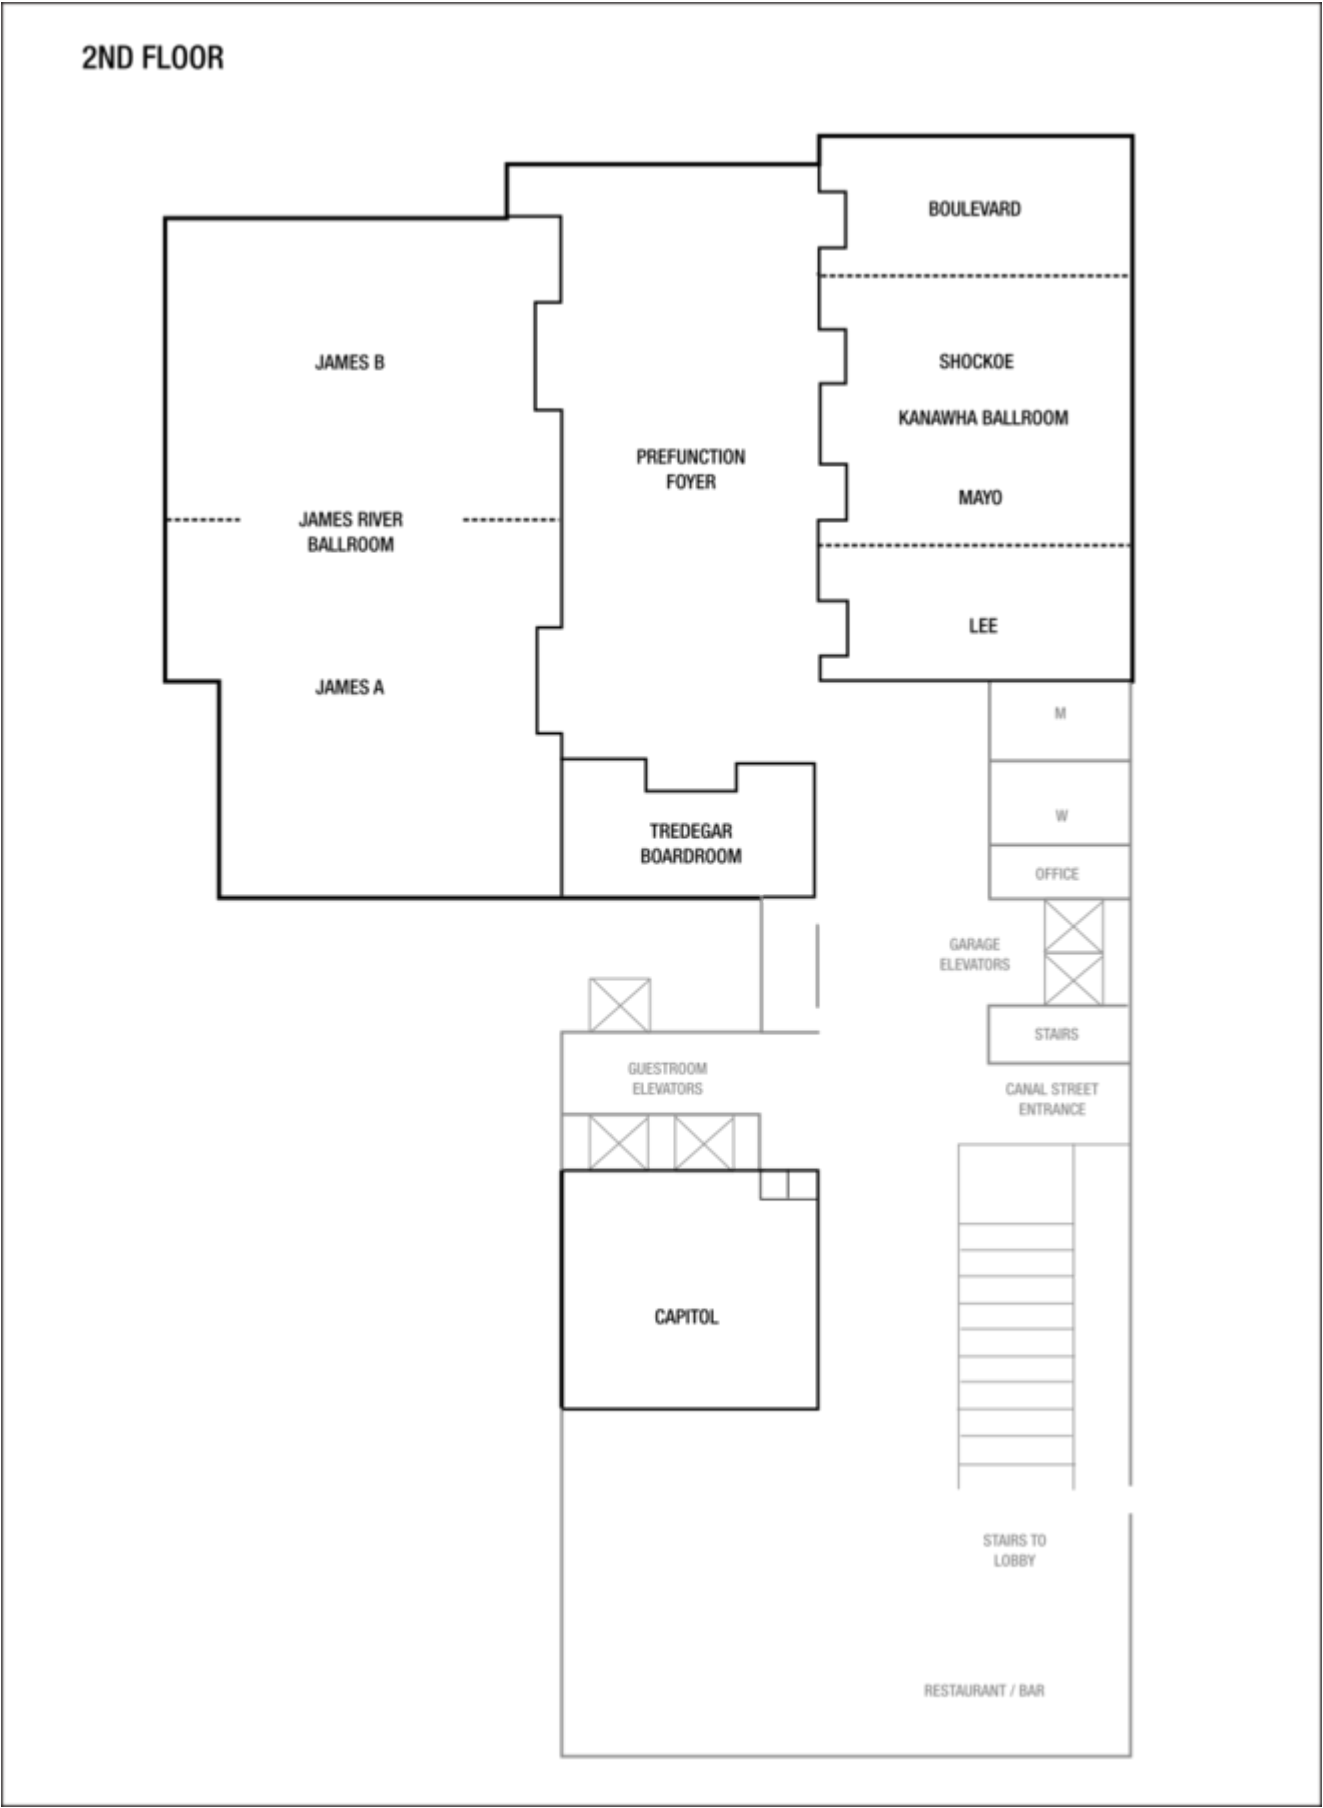 2ND FLOOR
BOULEVARD
JAMES B
SHOCKOE
KANAWHA BALLROOM
PREFUNCTION
FOYER
MAYO
JAMES RIVER
BALLROOM
LEE
JAMES A
M
W
TREDEGAR
BOARDROOM
OFFICE
GARAGE
ELEVATORS
STAIRS
GUESTROOM
ELEVATORS
CANAL STREET
ENTRANCE
CAPITOL
STAIRS TO
LOBBY
RESTAURANT / BAR